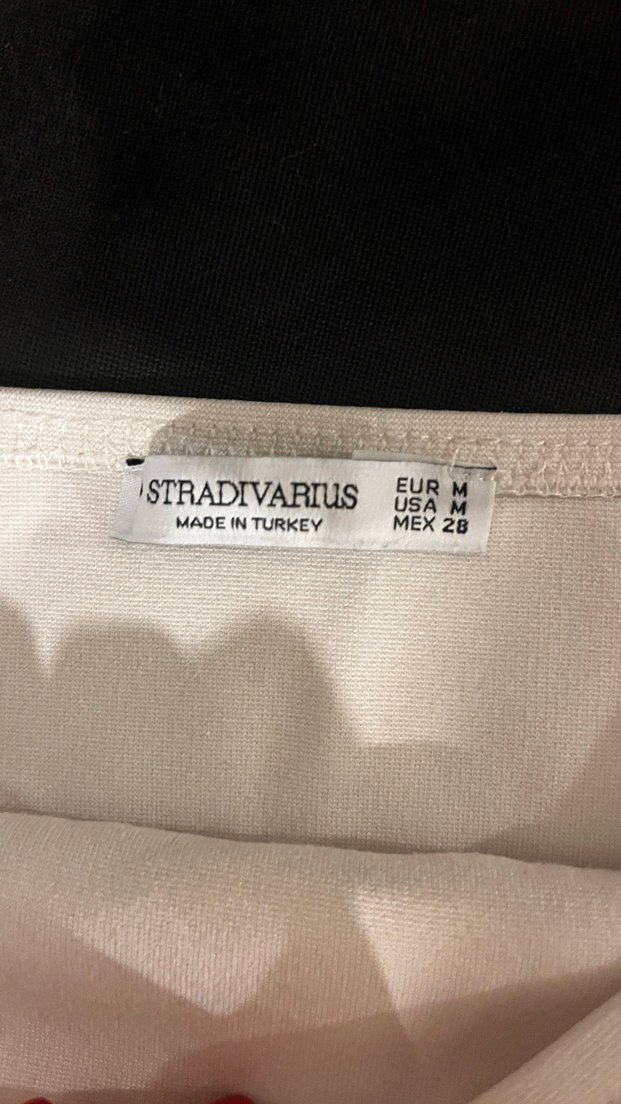 STRADIVARIUS
MADE IN TURKEY
EUR M
USA M
MEX 28